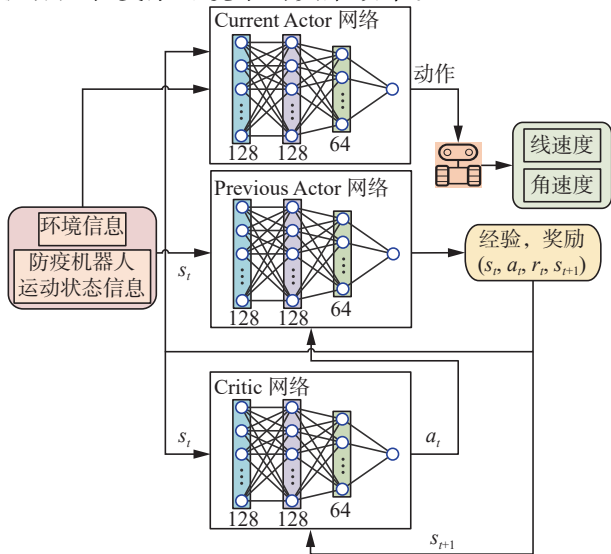 Current Actor 网络
128
128
64
动作
线速度
角速度
Previous Actor 网络
128
128
64
环境信息
防疫机器人
运动状态信息
s_t
经验，奖励
(s_t, a_t, r_t, s_{t+1})
Critic 网络
128
128
64
s_t
a_t
s_{t+1}